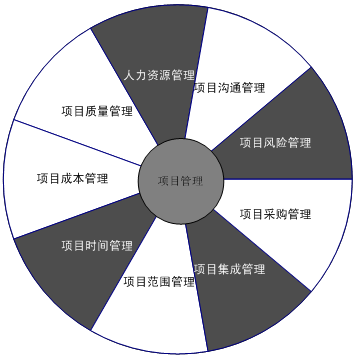 人力资源管理
项目沟通管理
项目质量管理
项目风险管理
项目成本管理
项目管理
项目采购管理
项目时间管理
项目集成管理
项目范围管理